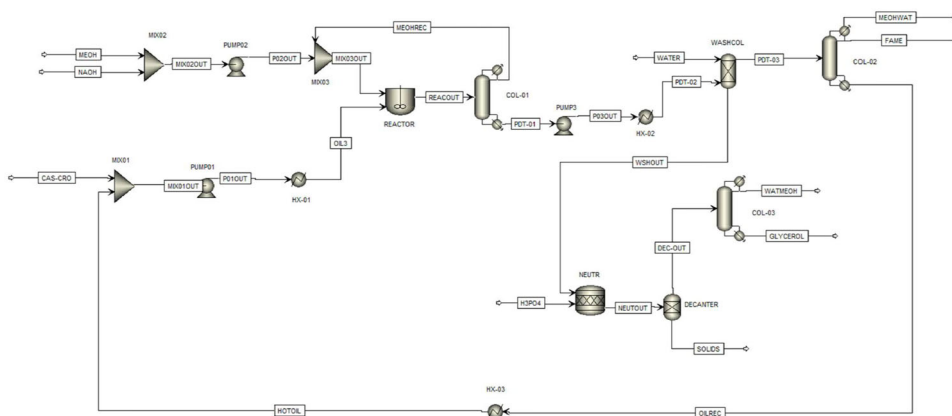 MIX02
MEOH
NAOH
MIX02OUT
PUMP02
P02OUT
MEOHREC
MIX03
MIX03OUT
REACTOR
REACOUT
COL-01
PDT-01
PUMP3
P03OUT
HX-02
WATER
PDT-02
WASHCOL
PDT-03
COL-02
MEOHWAT
FAME
OIL3
CAS-CRO
MIX01
MIX01OUT
PUMP01
P01OUT
HX-01
WSHOUT
COL-03
WATMEOH
GLYCEROL
DEC-OUT
NEUTR
H3PO4
NEUTOUT
DECANTER
SOLIDS
HX-03
HOTOIL
OILREC